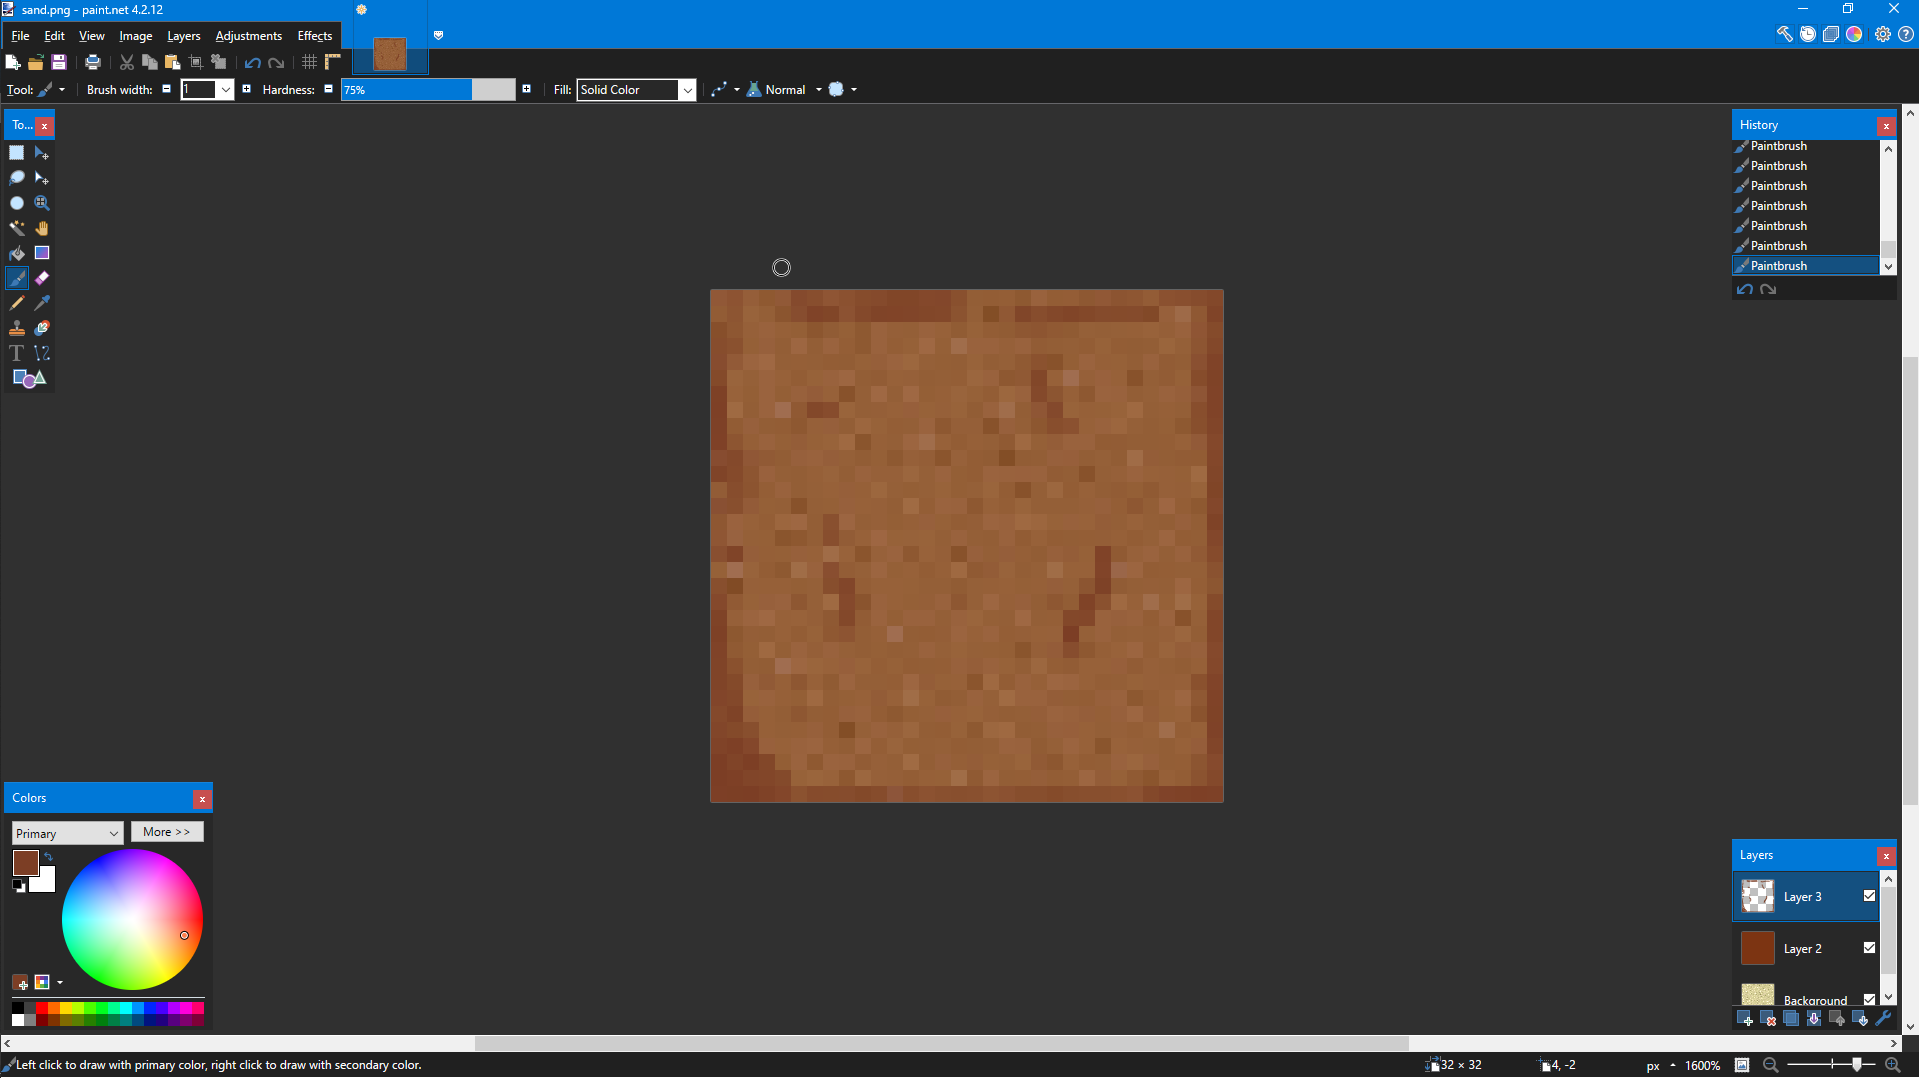 sand.png - paint.net 4.2.12
File Edit View Image Layers Adjustments Effects
Tool: Brush width: 1 Hardness: 75% Fill: Solid Color Normal
To...
History
Paintbrush
Paintbrush
Paintbrush
Paintbrush
Paintbrush
Paintbrush
Paintbrush
Colors
Primary More >>
Layers
Layer 3
Layer 2
Background
Left click to draw with primary color, right click to draw with secondary color. 32 × 32 4, -2 px 1600%